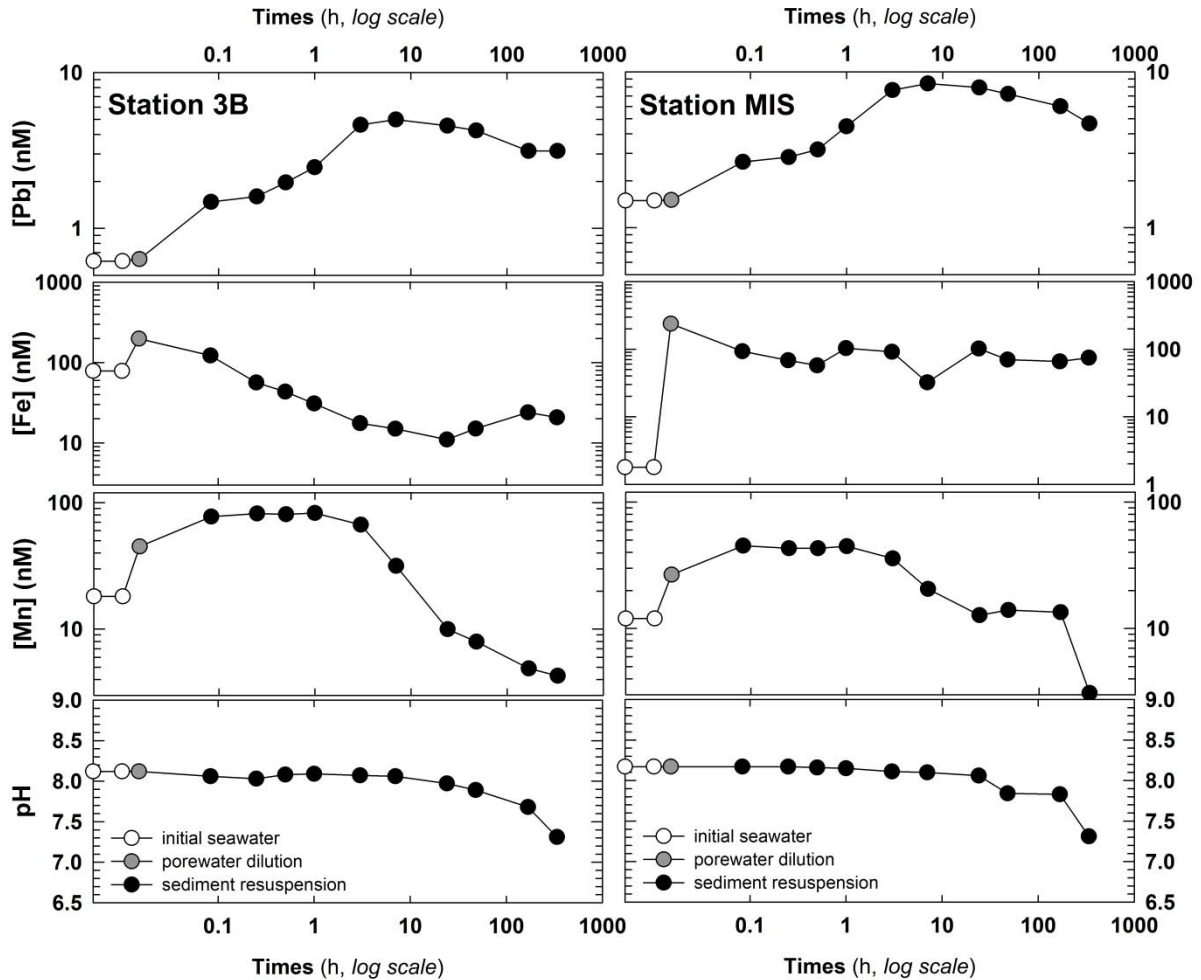 Times (h, log scale) Times (h, log scale)
0.1 1 10 100 1000 0.1 1 10 100 1000
Station 3B Station MIS
[Pb] (nM)
10 10
1 1
[Fe] (nM)
1000 1000
100 100
10 10
1
[Mn] (nM)
100 100
10 10
pH
9.0 9.0
8.5 8.5
8.0 8.0
7.5 7.5
7.0 7.0
6.5 6.5
initial seawater initial seawater
porewater dilution porewater dilution
sediment resuspension sediment resuspension
0.1 1 10 100 1000 0.1 1 10 100 1000
Times (h, log scale) Times (h, log scale)